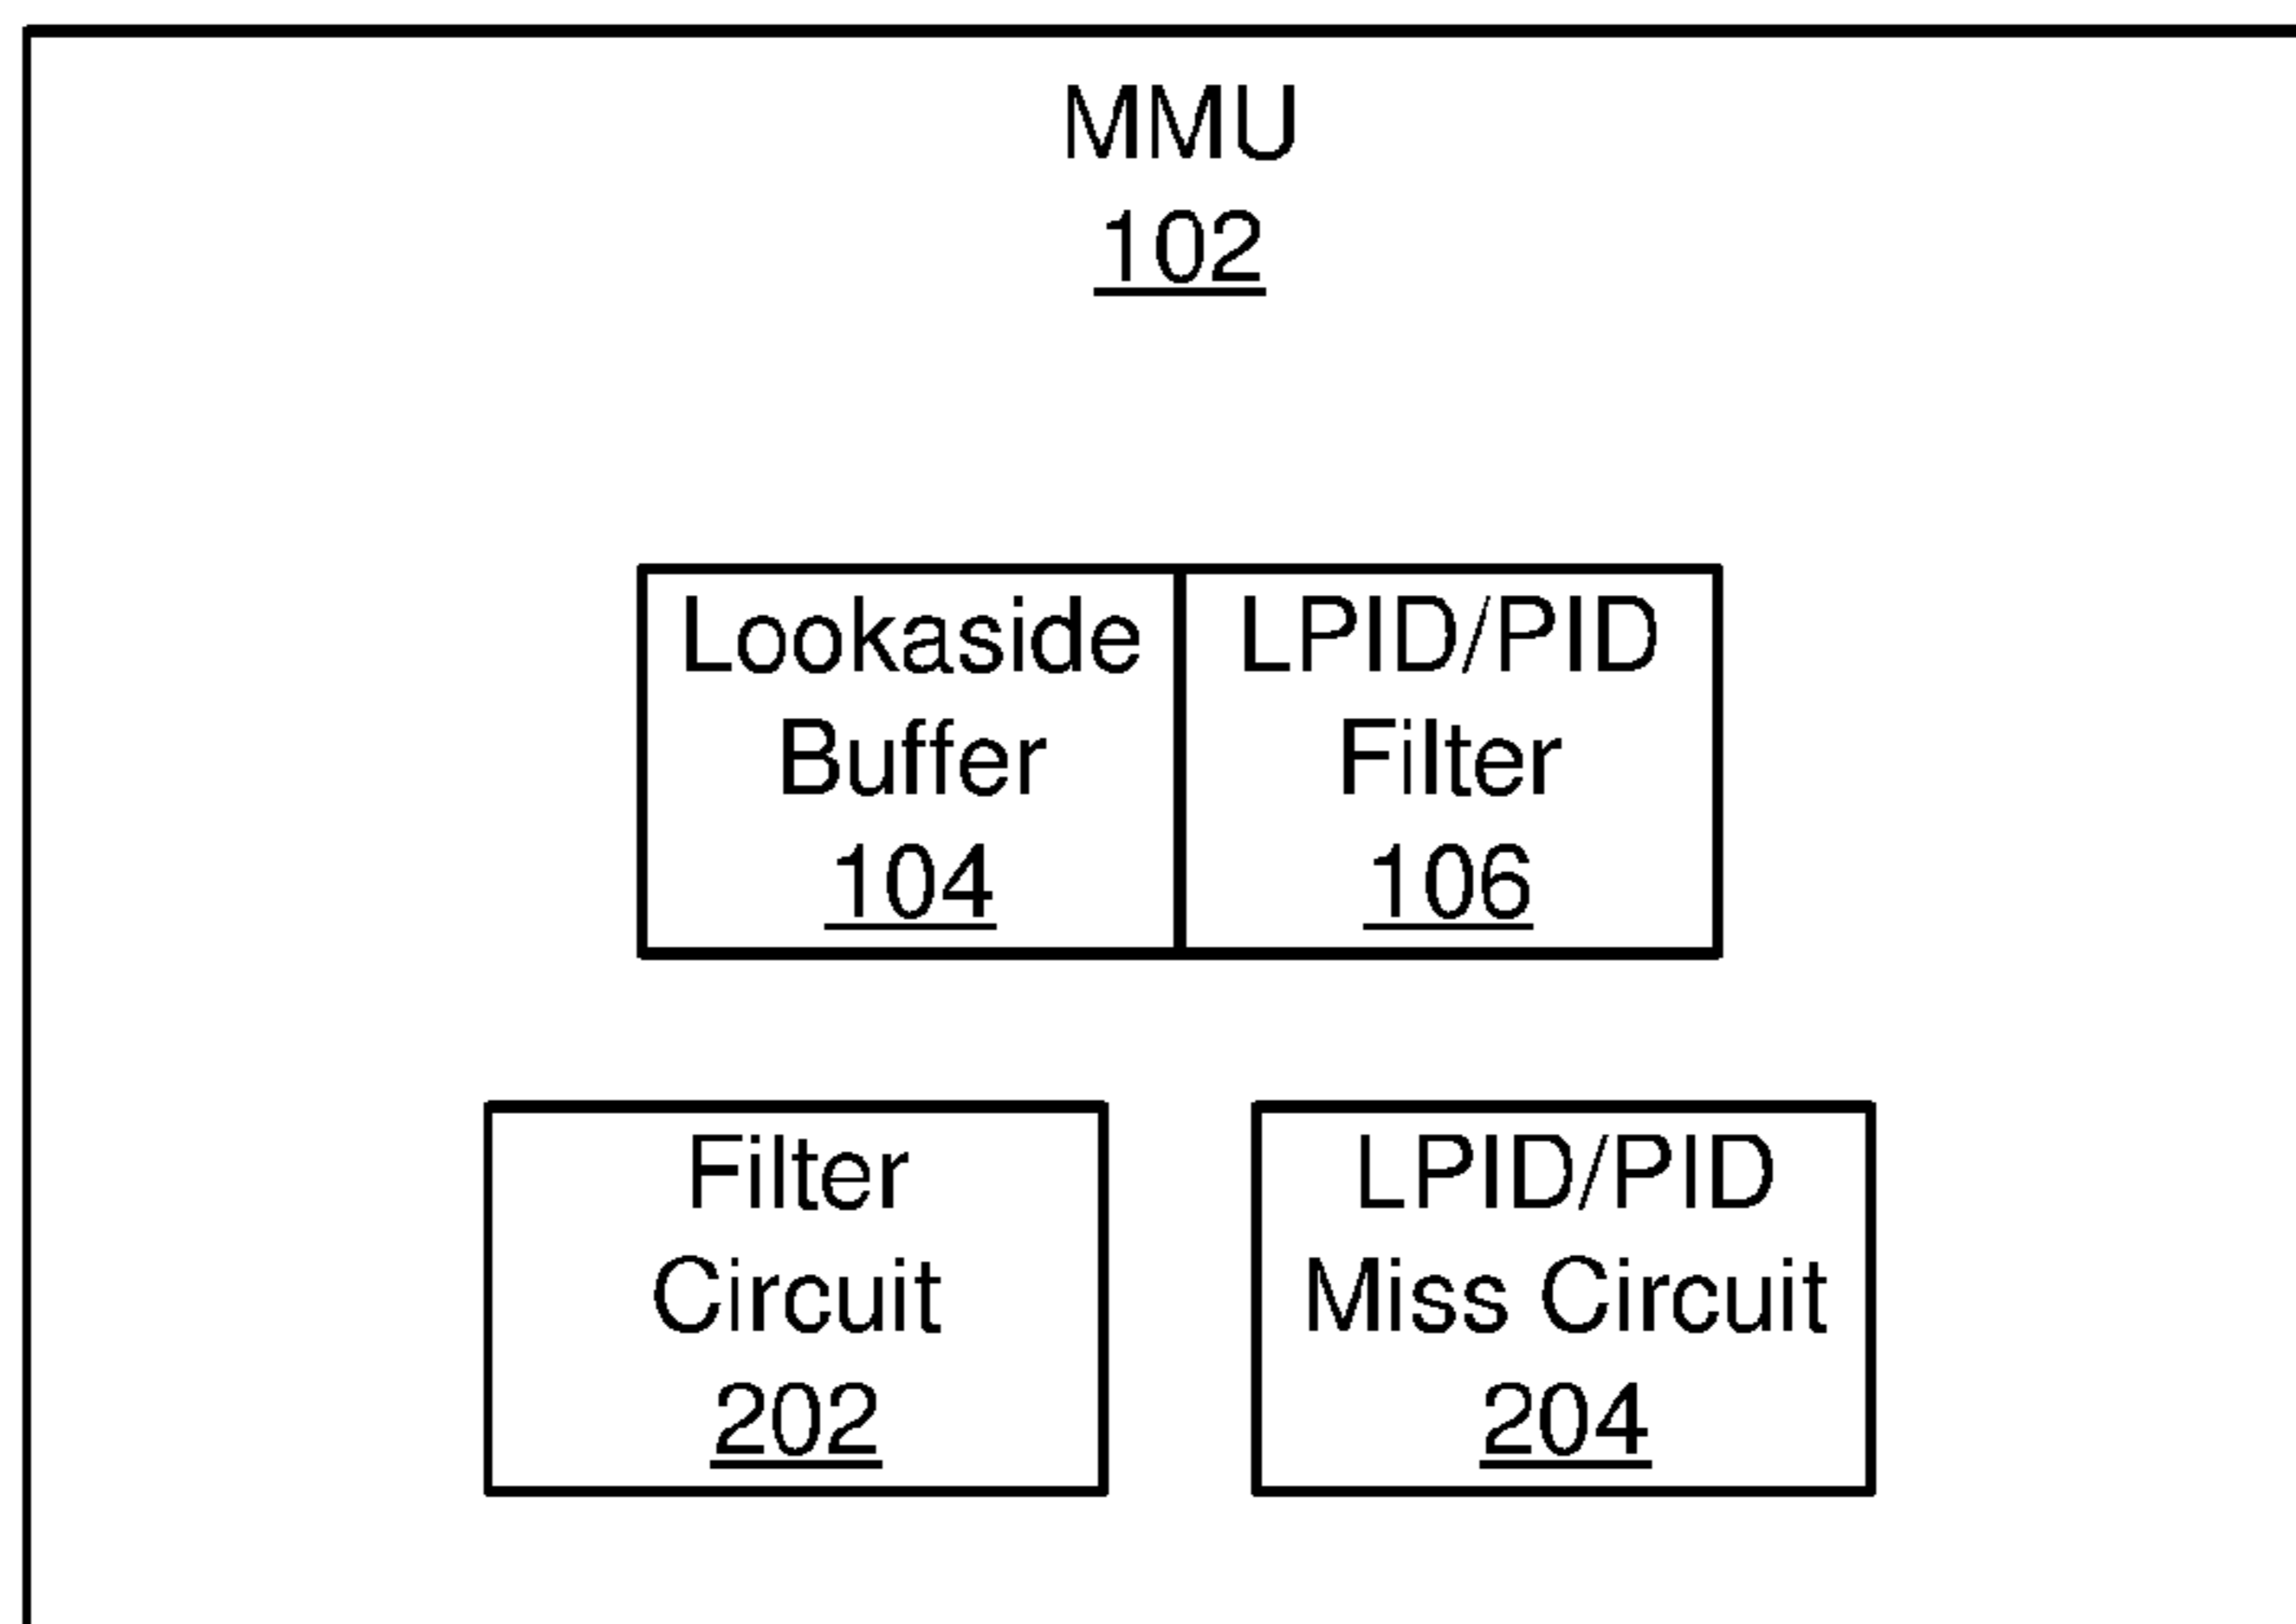 MMU
102
Lookaside
Buffer
104
LPID/PID
Filter
106
Filter
Circuit
202
LPID/PID
Miss Circuit
204